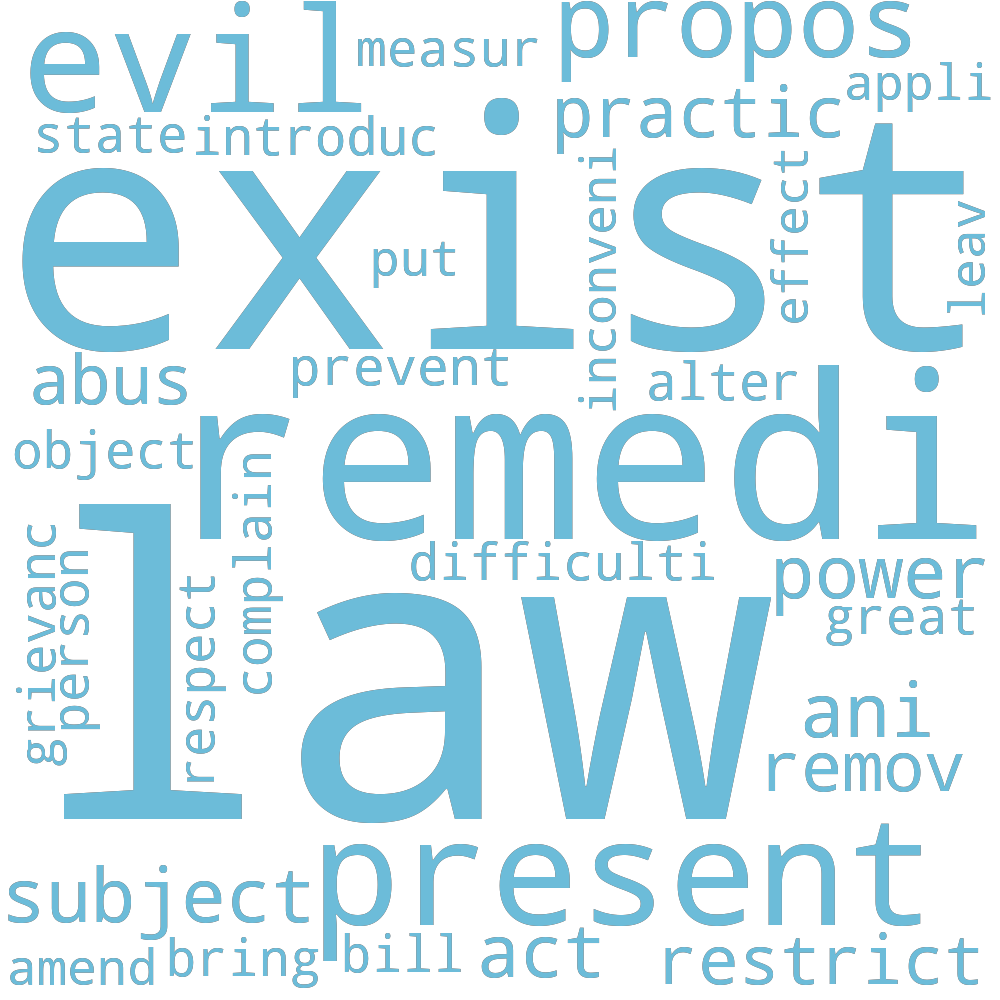 evil
measur
propos
appli
state
introduc
practic
exist
put
inconveni
effect
leav
abus
prevent
alter
object
remedi
complain
grievanc
person
respect
difficulti
power
great
law
ani
remov
present
subject
amend
bring
bill
act
restrict